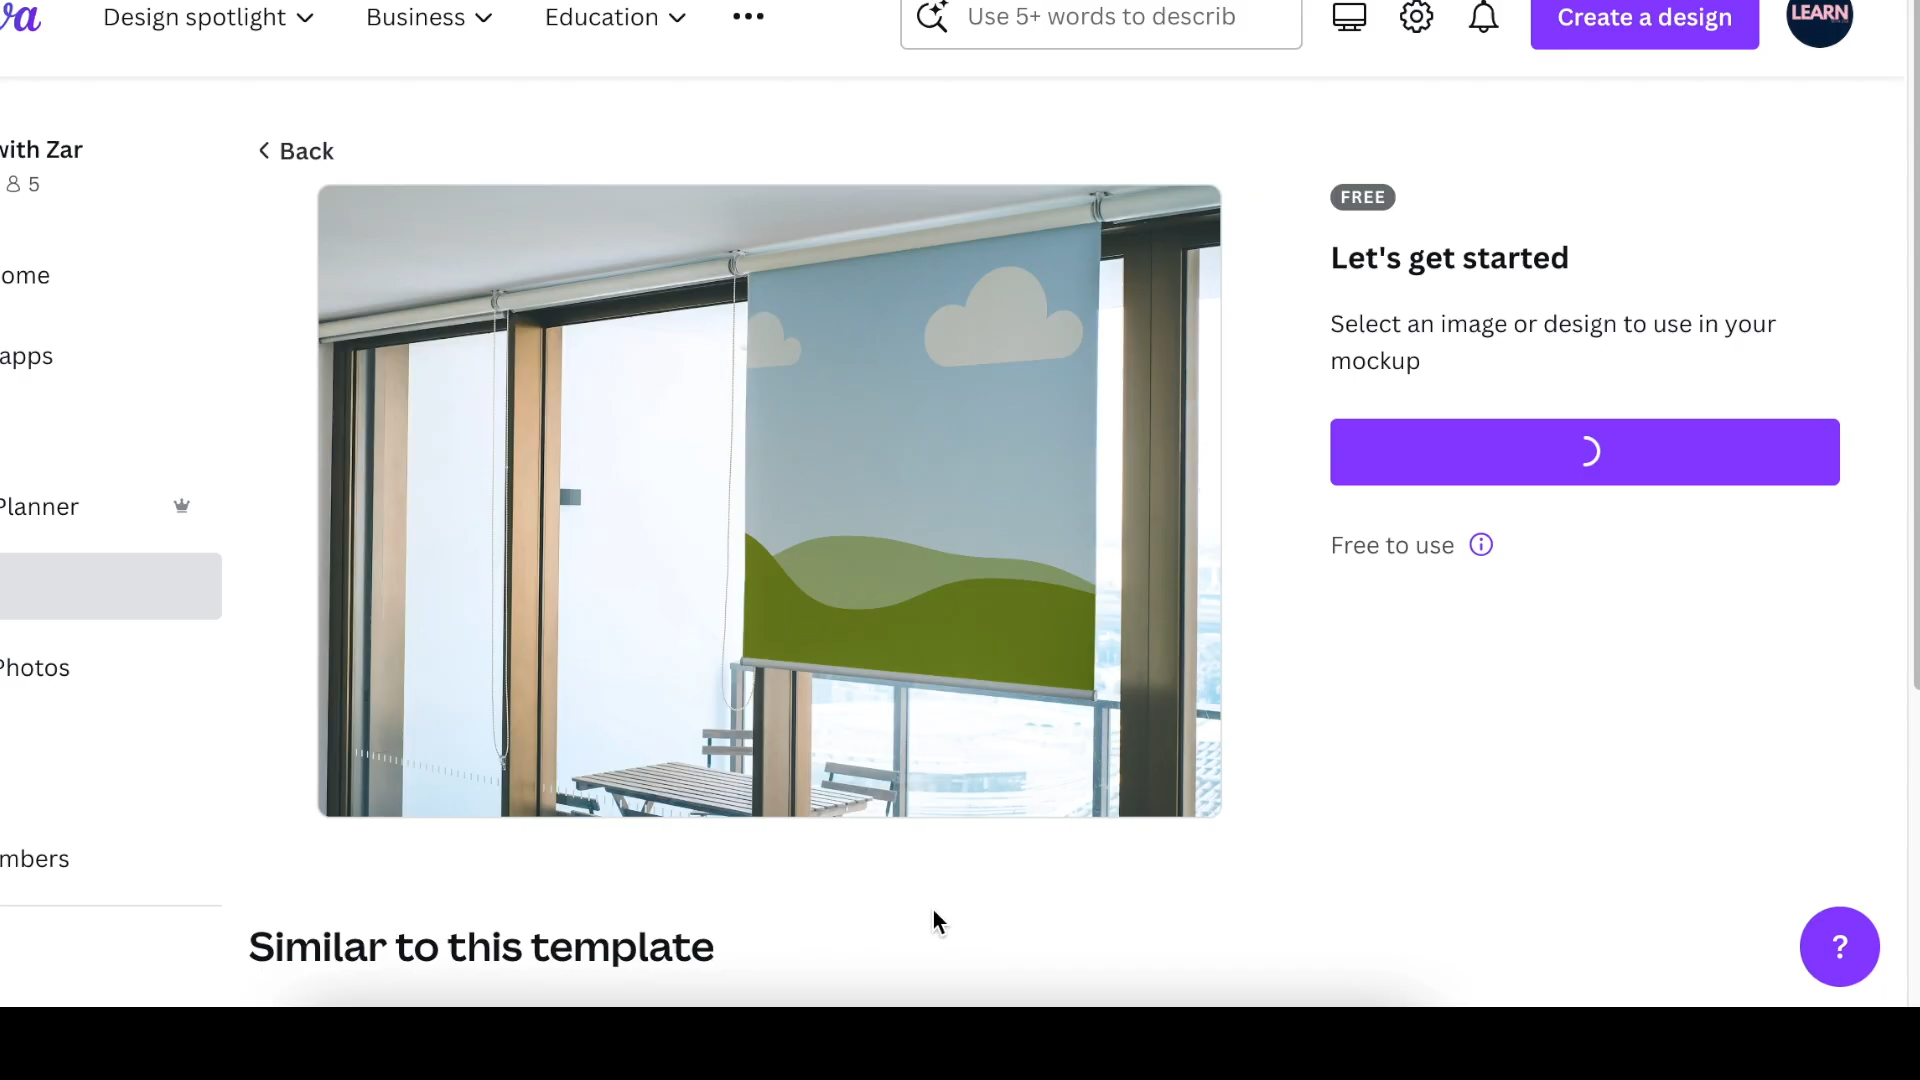 va
Design spotlight
Business
Education
Use 5+ words to describ
Create a design
LEARN
with Zar
5
ome
apps
Planner
Photos
mbers
Back
FREE
Let's get started
Select an image or design to use in your
mockup
Free to use
Similar to this template
?